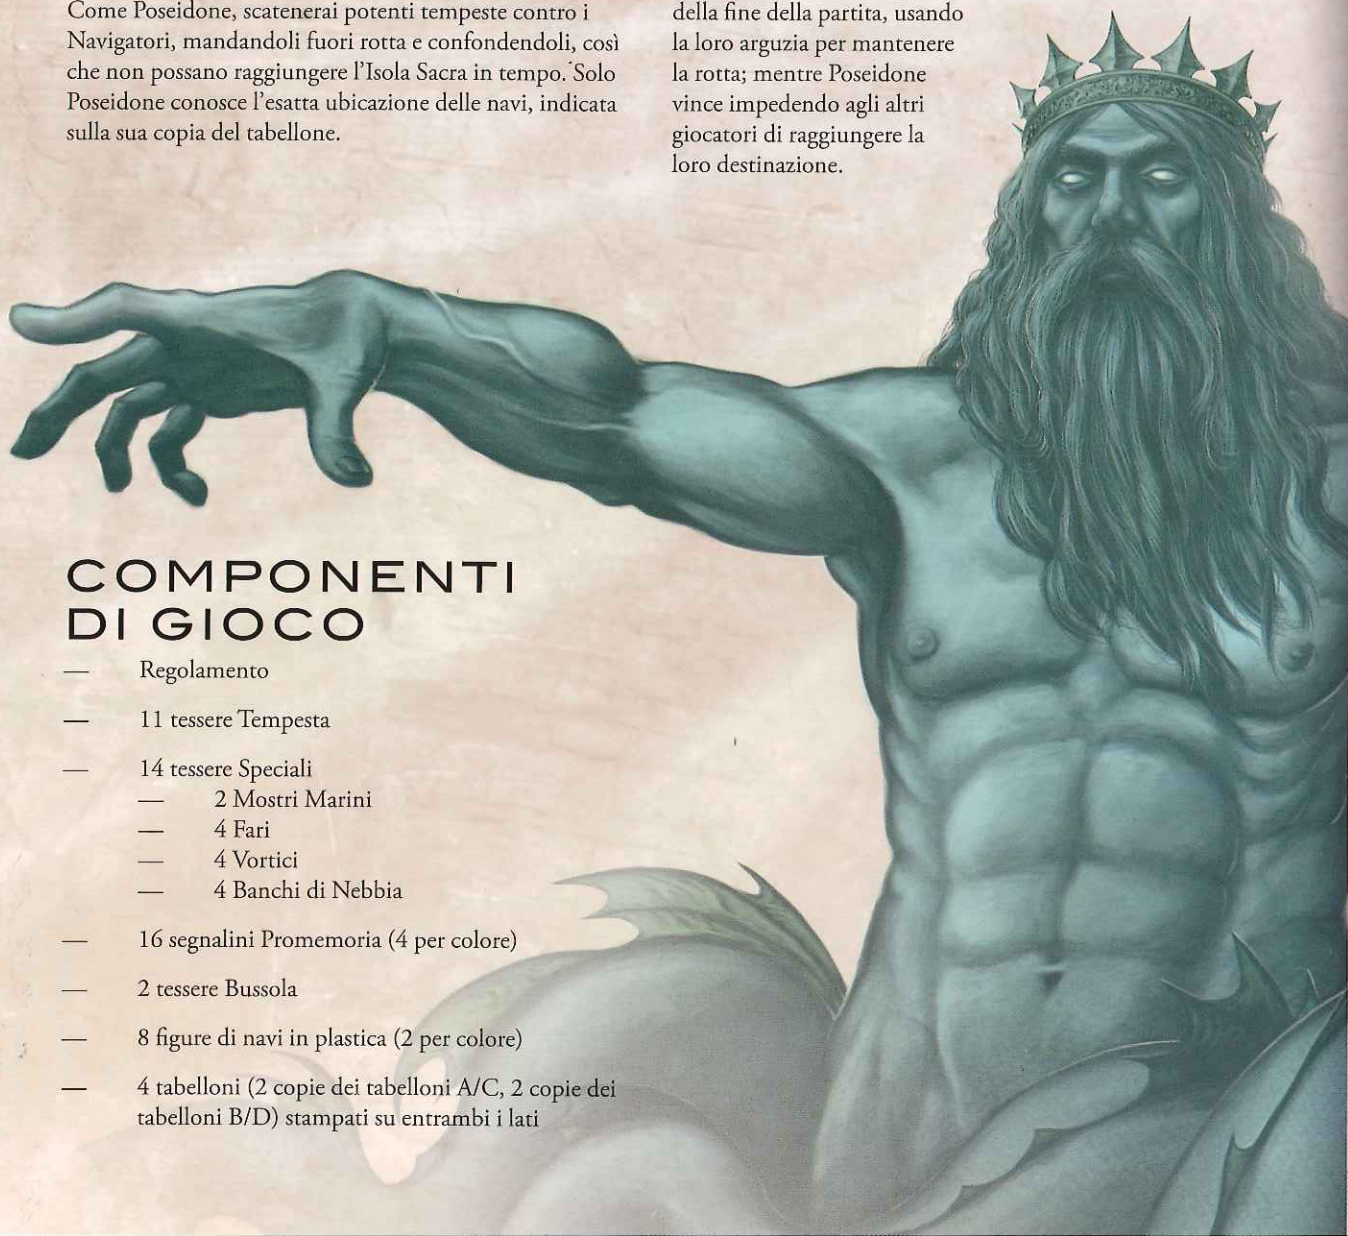 Come Poseidone, scatenerai potenti tempeste contro i
Navigatori, mandandoli fuori rotta e confondendoli, così
che non possano raggiungere l'Isola Sacra in tempo. Solo
Poseidone conosce l'esatta ubicazione delle navi, indicata
sulla sua copia del tabellone.
della fine della partita, usando
la loro arguzia per mantenere
la rotta; mentre Poseidone
vince impedendo agli altri
giocatori di raggiungere la
loro destinazione.
COMPONENTI
DI GIOCO
— Regolamento
— 11 tessere Tempesta
— 14 tessere Speciali
— 2 Mostri Marini
— 4 Fari
— 4 Vortici
— 4 Banchi di Nebbia
— 16 segnalini Promemoria (4 per colore)
— 2 tessere Bussola
— 8 figure di navi in plastica (2 per colore)
— 4 tabelloni (2 copie dei tabelloni A/C, 2 copie dei
tabelloni B/D) stampati su entrambi i lati